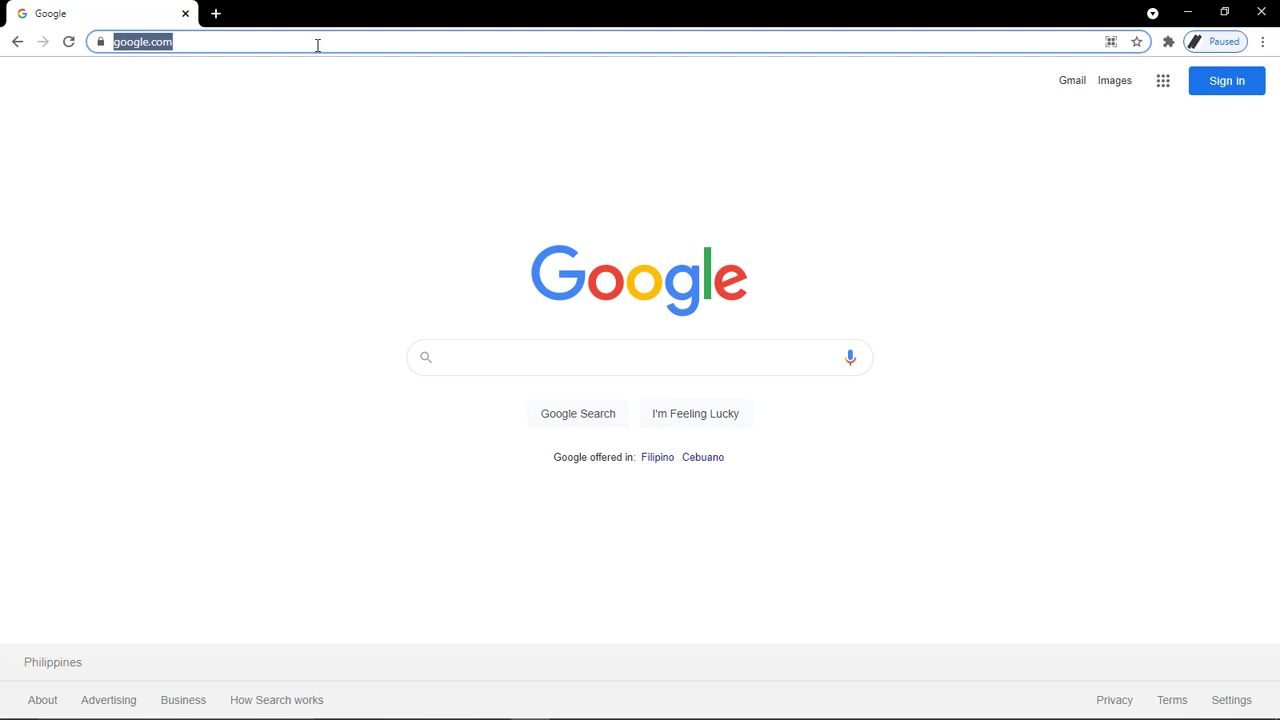 Google
google.com
Paused
Gmail Images Sign in
Google
Google Search I'm Feeling Lucky
Google offered in: Filipino Cebuano
Philippines
About Advertising Business How Search works Privacy Terms Settings